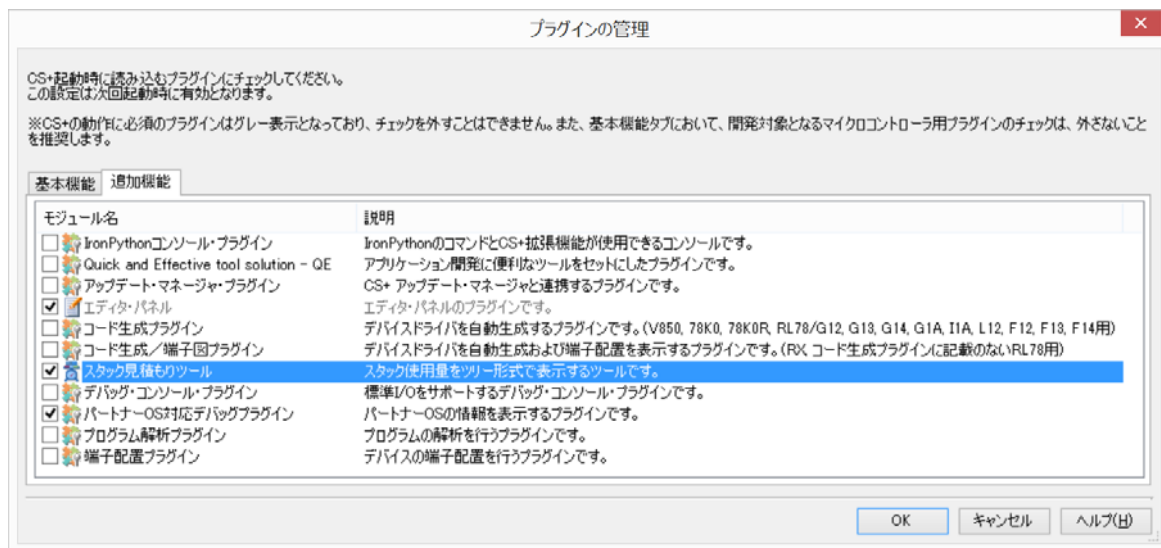 プラグインの管理
CS+起動時に読み込むプラグインにチェックしてください。
この設定は次回起動時に有効となります。
※CS+の動作に必須のプラグインはグレー表示となっており、チェックを外すことはできません。また、基本機能タブにおいて、開発対象となるマイクロコントローラ用プラグインのチェックは、外さないこと
を推奨します。
基本機能 追加機能
モジュール名 説明
IronPythonコンソール・プラグイン IronPythonのコマンドとCS+拡張機能が使用できるコンソールです。
Quick and Effective tool solution - QE アプリケーション開発に便利なツールをセットにしたプラグインです。
アップデート・マネージャ・プラグイン CS+ アップデート・マネージャと連携するプラグインです。
エディタ・パネル エディタ・パネルのプラグインです。
コード生成プラグイン デバイスドライバを自動生成するプラグインです。(V850, 78K0, 78K0R, RL78/G12, G13, G14, G1A, I1A, L12, F12, F13, F14用)
コード生成／端子図プラグイン デバイスドライバを自動生成および端子配置を表示するプラグインです。(RX, コード生成プラグインに記載のないRL78用)
スタック見積もりツール スタック使用量をツリー形式で表示するツールです。
デバッグ・コンソール・プラグイン 標準I/Oをサポートするデバッグ・コンソール・プラグインです。
パートナーOS対応デバッグプラグイン パートナーOSの情報を表示するプラグインです。
プログラム解析プラグイン プログラムの解析を行うプラグインです。
端子配置プラグイン デバイスの端子配置を行うプラグインです。
OK キャンセル ヘルプ(H)